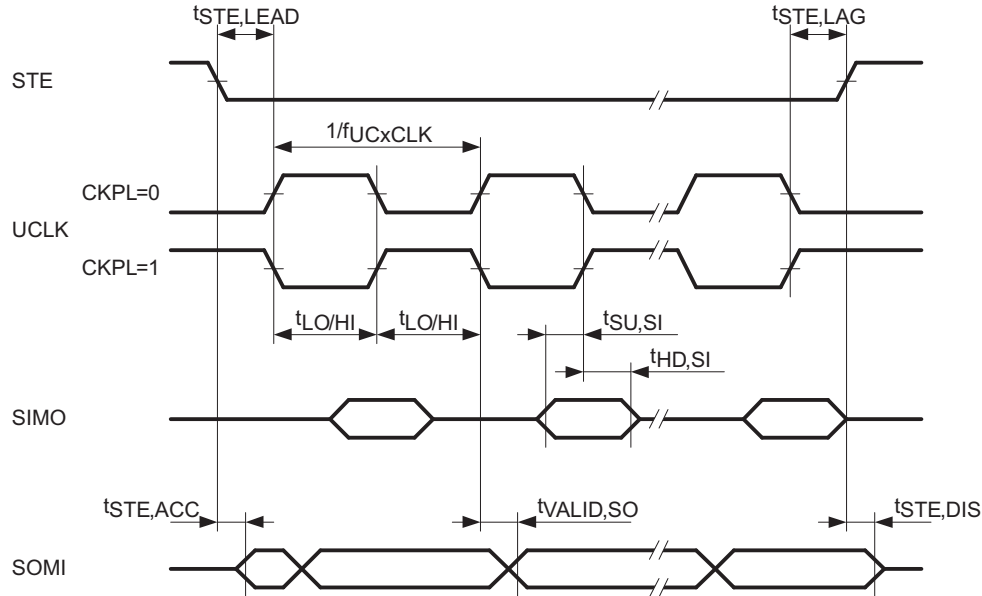 tSTE,LEAD
tSTE,LAG
STE
1/fUCxCLK
CKPL=0
UCLK
CKPL=1
tLO/HI
tLO/HI
tSU,SI
tHD,SI
SIMO
tSTE,ACC
tVALID,SO
tSTE,DIS
SOMI